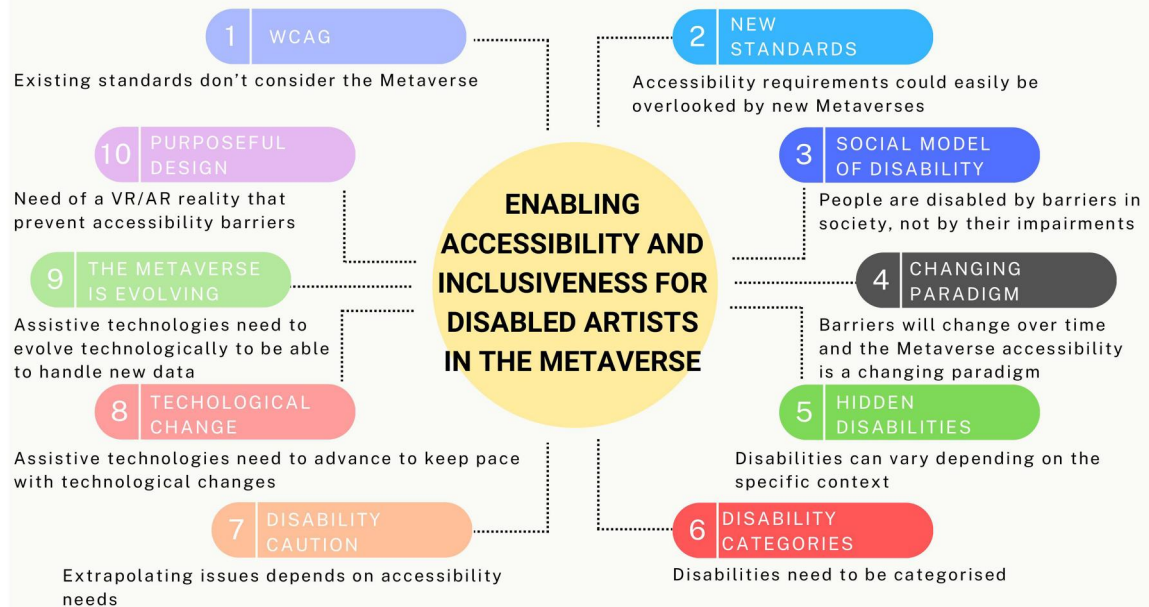 1 WCAG
Existing standards don't consider the Metaverse
2 NEW
STANDARDS
Accessibility requirements could easily be
overlooked by new Metaverses
3 SOCIAL MODEL
OF DISABILITY
People are disabled by barriers in
society, not by their impairments
4 CHANGING
PARADIGM
Barriers will change over time
and the Metaverse accessibility
is a changing paradigm
5 HIDDEN
DISABILITIES
Disabilities can vary depending on the
specific context
6 DISABILITY
CATEGORIES
Disabilities need to be categorised
7 DISABILITY
CAUTION
Extrapolating issues depends on accessibility
needs
8 TECHOLOGICAL
CHANGE
Assistive technologies need to advance to keep pace
with technological changes
9 THE METAVERSE
IS EVOLVING
Assistive technologies need to
evolve technologically to be able
to handle new data
10 PURPOSEFUL
DESIGN
Need of a VR/AR reality that
prevent accessibility barriers
ENABLING
ACCESSIBILITY AND
INCLUSIVENESS FOR
DISABLED ARTISTS
IN THE METAVERSE